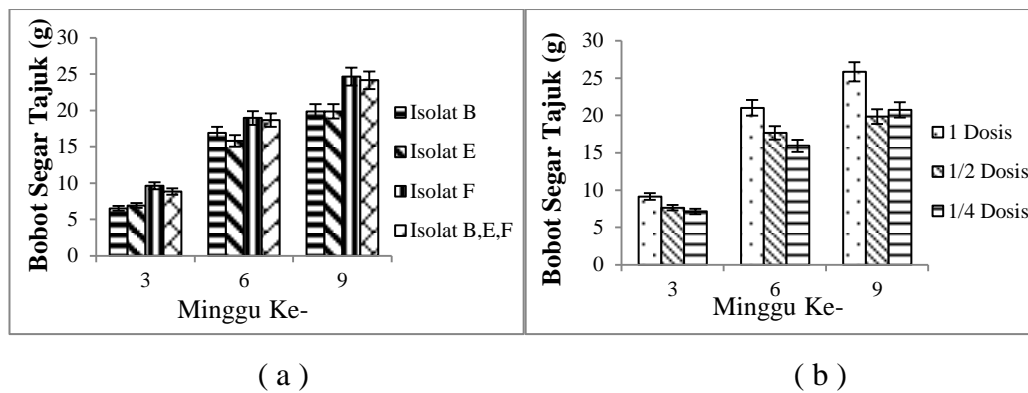 Bobot Segar Tajuk (g)
30
25
20
15
10
5
0
3
6
9
Minggu Ke-
Isolat B
Isolat E
Isolat F
Isolat B,E,F
( a )
Bobot Segar Tajuk (g)
30
25
20
15
10
5
0
3
6
9
Minggu Ke-
1 Dosis
1/2 Dosis
1/4 Dosis
( b )